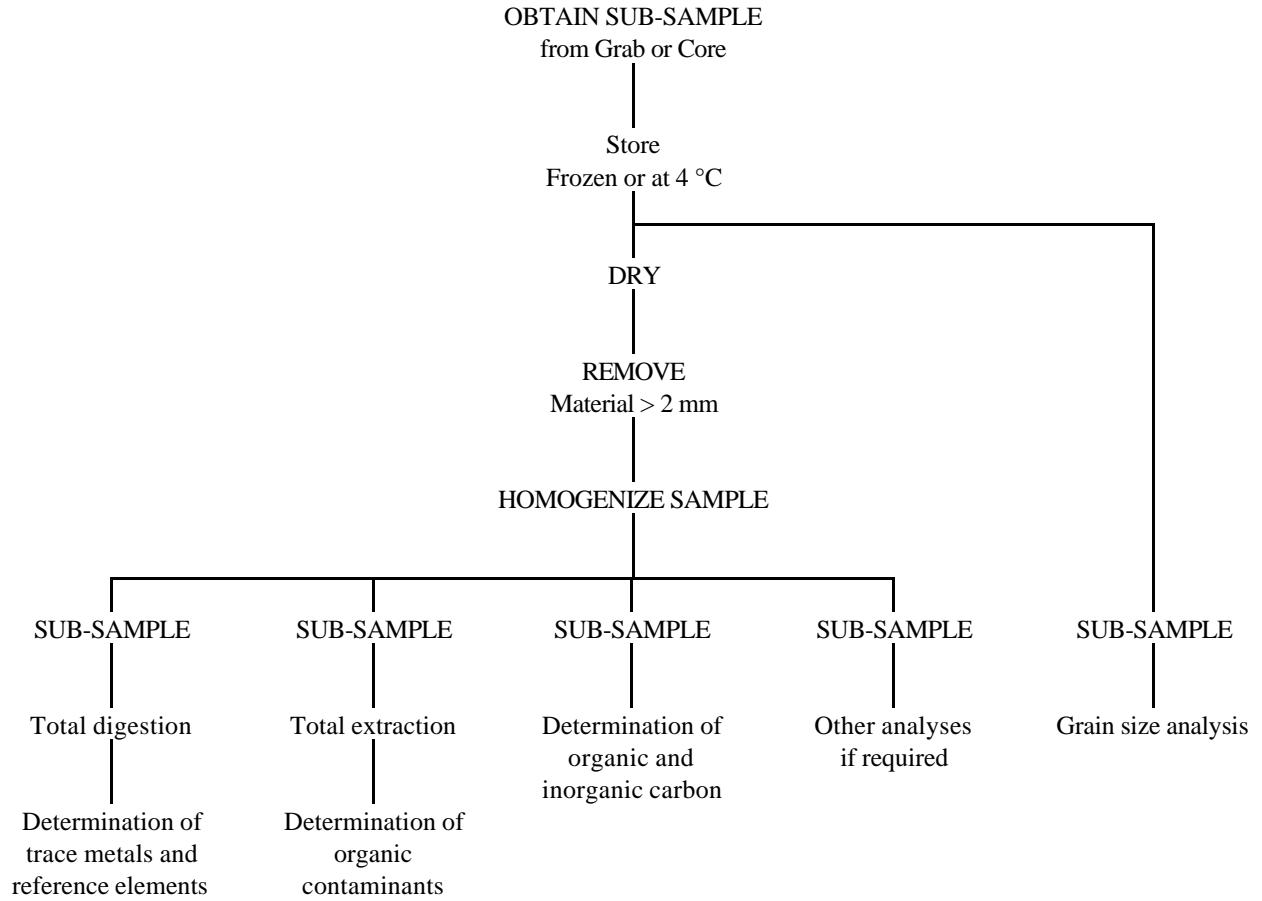 OBTAIN SUB-SAMPLE
from Grab or Core
Store
Frozen or at 4 °C
DRY
REMOVE
Material > 2 mm
HOMOGENIZE SAMPLE
SUB-SAMPLE
SUB-SAMPLE
SUB-SAMPLE
SUB-SAMPLE
SUB-SAMPLE
Total digestion
Total extraction
Determination of
organic and
inorganic carbon
Other analyses
if required
Grain size analysis
Determination of
trace metals and
reference elements
Determination of
organic
contaminants